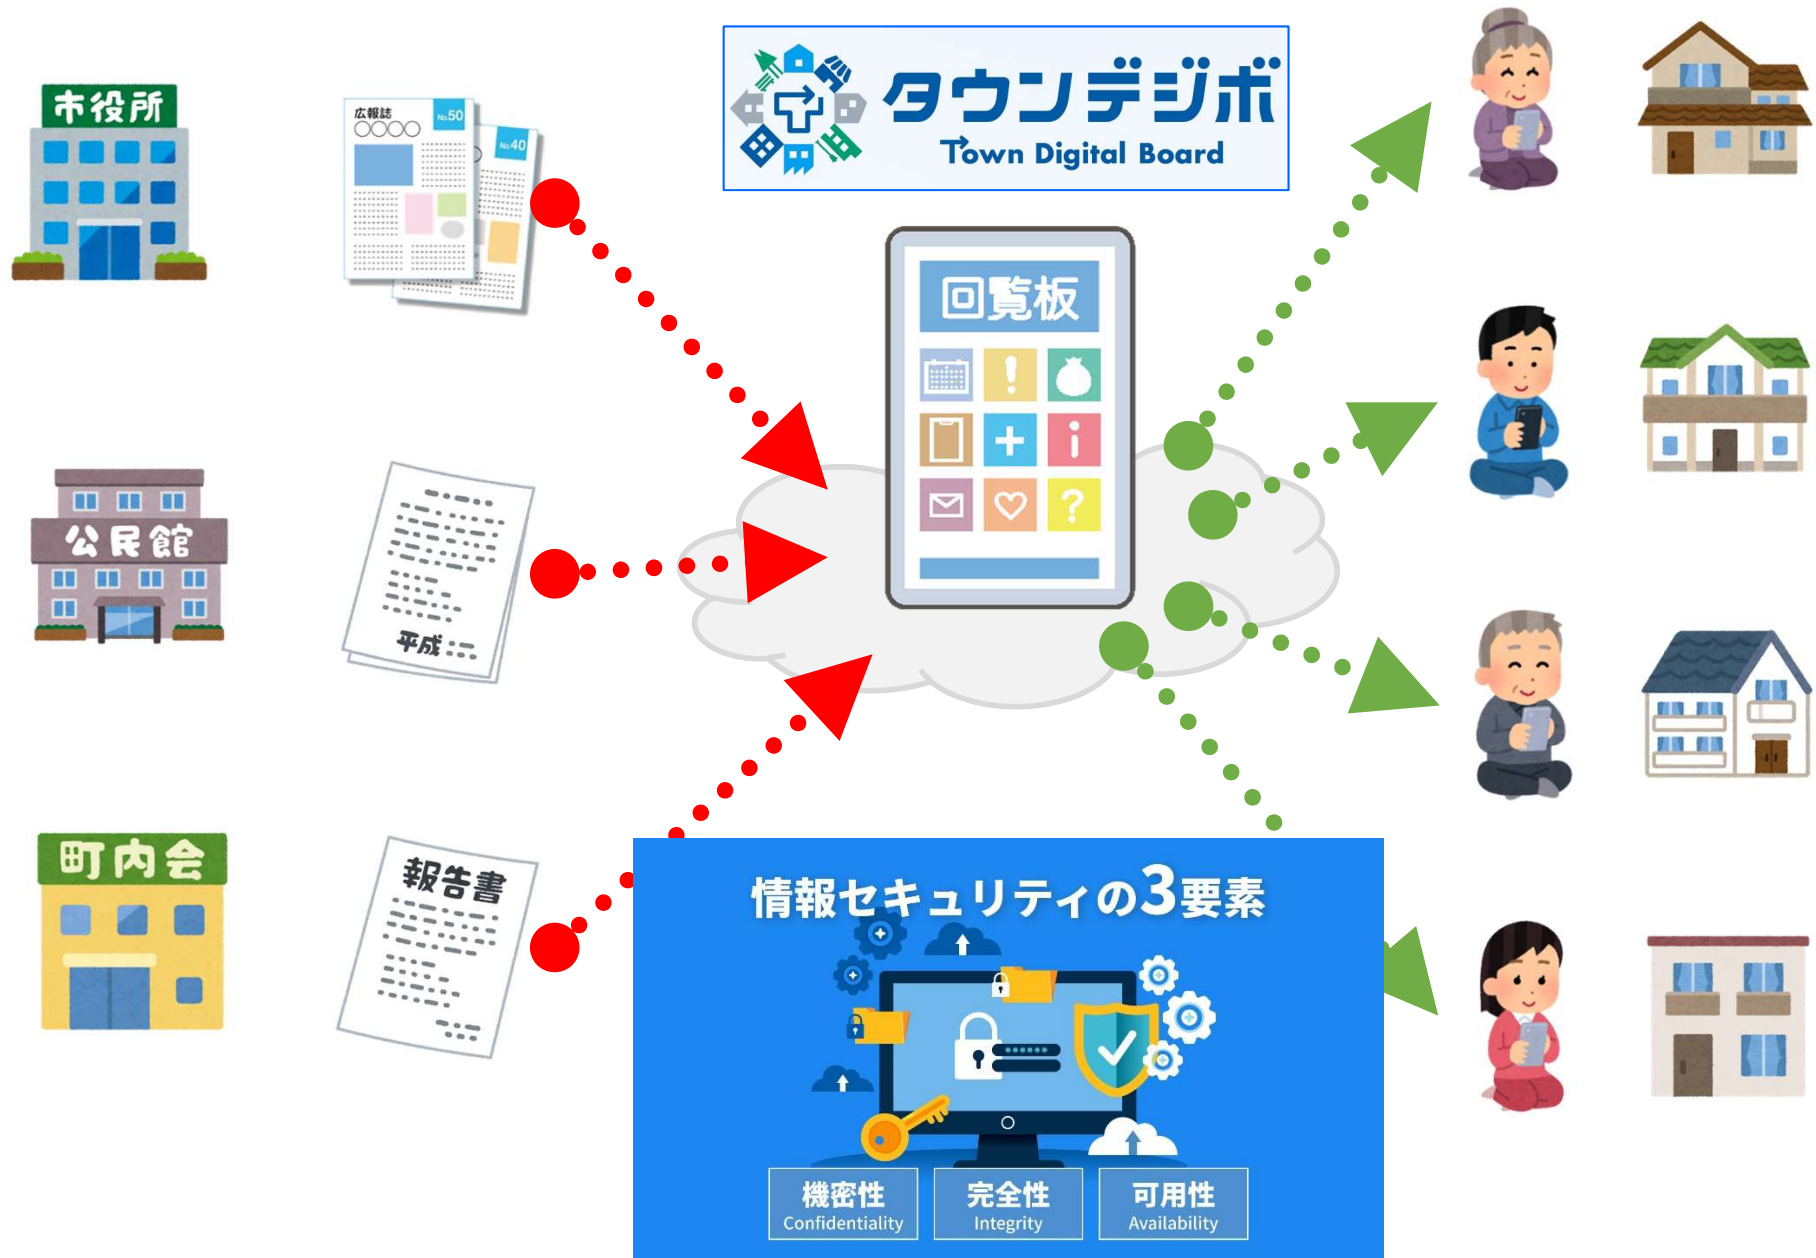 タウンデジボ
Town Digital Board
市役所
広報誌
No.50
○○○○
No.40
回覧板
公民館
平成
町内会
報告書
情報セキュリティの3要素
機密性
Confidentiality
完全性
Integrity
可用性
Availability